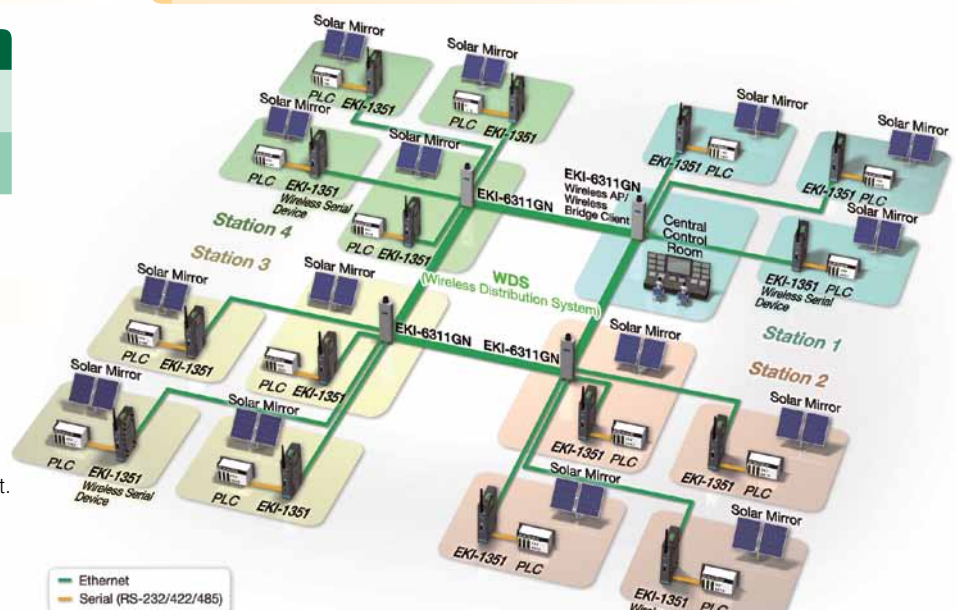 Solar Mirror
PLC EKI-1351
Solar Mirror
PLC EKI-1351
Solar Mirror
PLC EKI-1351
Wireless Serial
Device
Solar Mirror
PLC EKI-1351
EKI-6311GN
Station 4
Solar Mirror
EKI-1351 PLC
Solar Mirror
EKI-1351 PLC
EKI-6311GN
Wireless AP/
Wireless
Bridge Client
Central
Control
Room
Solar Mirror
EKI-1351 PLC
Wireless Serial
Device
Station 1
WDS
(Wireless Distribution System)
Station 3
Solar Mirror
PLC EKI-1351
Solar Mirror
PLC EKI-1351
EKI-6311GN
Solar Mirror
PLC EKI-1351
Wireless Serial
Device
Solar Mirror
PLC EKI-1351
EKI-6311GN
Station 2
Solar Mirror
EKI-1351 PLC
Solar Mirror
EKI-1351 PLC
Solar Mirror
EKI-1351 PLC
Solar Mirror
EKI-1351 PLC
t.
Ethernet
Serial (RS-232/422/485)